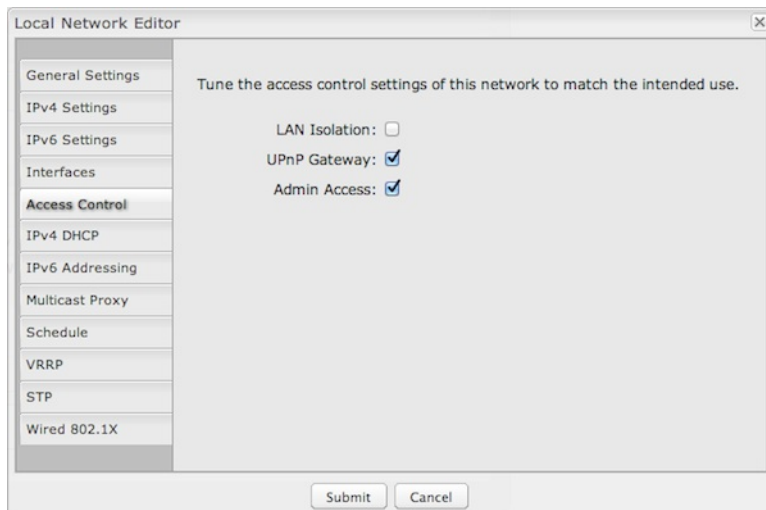 Local Network Editor
General Settings
IPv4 Settings
IPv6 Settings
Interfaces
Access Control
IPv4 DHCP
IPv6 Addressing
Multicast Proxy
Schedule
VRRP
STP
Wired 802.1X
Tune the access control settings of this network to match the intended use.
LAN Isolation:
UPnP Gateway:
Admin Access:
Submit Cancel